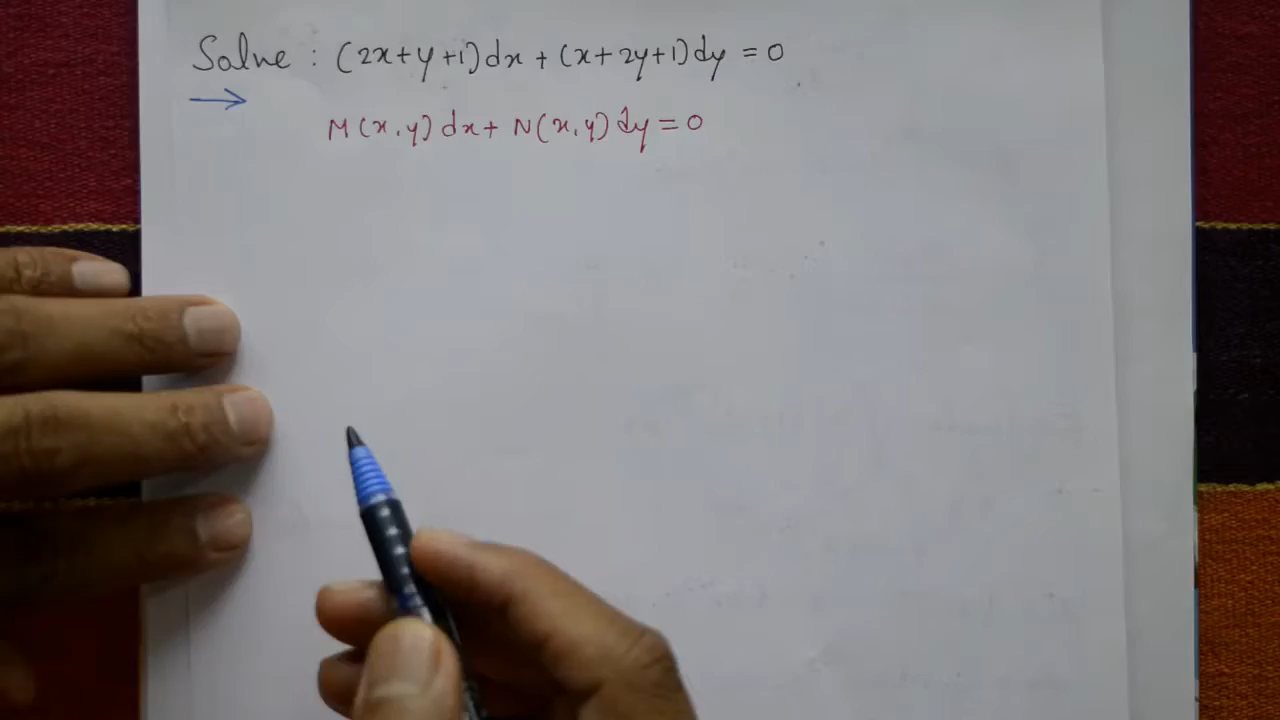 Solve : (2x+y+1)dx + (x+2y+1)dy = 0
M(x,y)dx + N(x,y)dy = 0